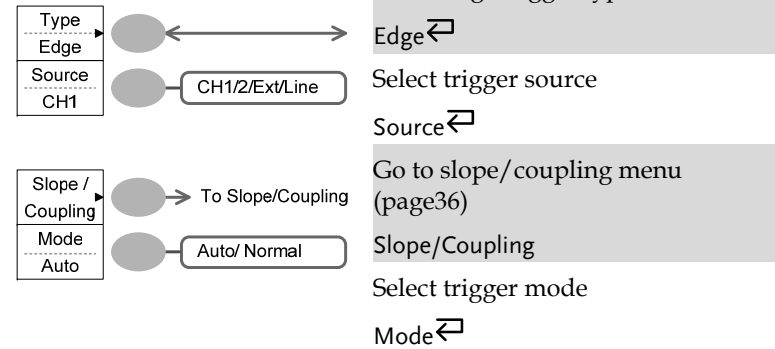 Type
Edge
Edge
Source
CH1
CH1/2/Ext/Line
Select trigger source
Source
Slope /
Coupling
To Slope/Coupling
Go to slope/coupling menu
(page36)
Slope/Coupling
Mode
Auto
Auto/ Normal
Select trigger mode
Mode